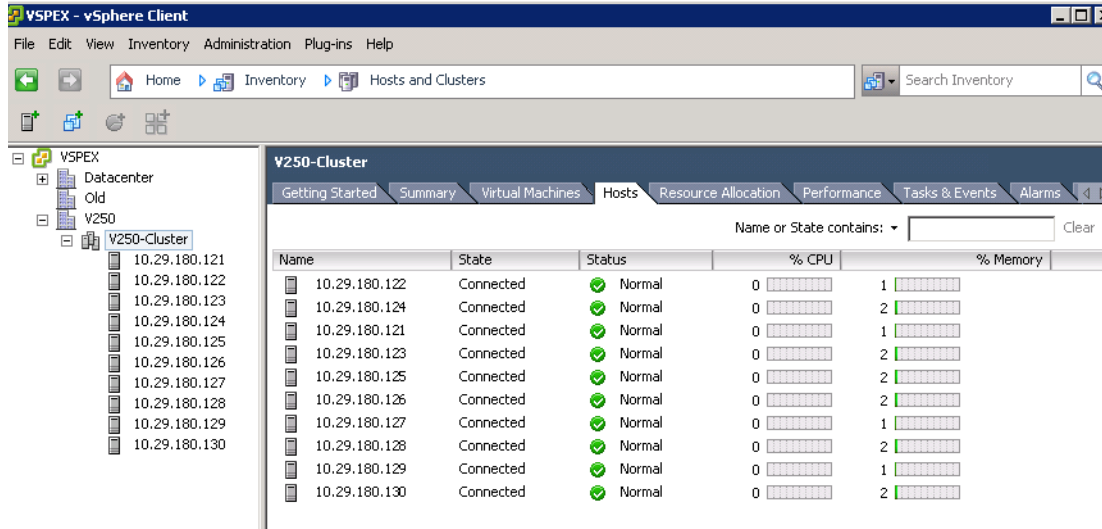 VSPEX - vSphere Client
File Edit View Inventory Administration Plug-ins Help
Home Inventory Hosts and Clusters Search Inventory
VSPEX
Datacenter
Old
V250
V250-Cluster
10.29.180.121
10.29.180.122
10.29.180.123
10.29.180.124
10.29.180.125
10.29.180.126
10.29.180.127
10.29.180.128
10.29.180.129
10.29.180.130
V250-Cluster
Getting Started Summary Virtual Machines Hosts Resource Allocation Performance Tasks & Events Alarms
Name or State contains: Clear
Name State Status % CPU % Memory
10.29.180.122 Connected Normal 0 1
10.29.180.124 Connected Normal 0 2
10.29.180.121 Connected Normal 0 1
10.29.180.123 Connected Normal 0 2
10.29.180.125 Connected Normal 0 2
10.29.180.126 Connected Normal 0 2
10.29.180.127 Connected Normal 0 1
10.29.180.128 Connected Normal 0 2
10.29.180.129 Connected Normal 0 1
10.29.180.130 Connected Normal 0 2